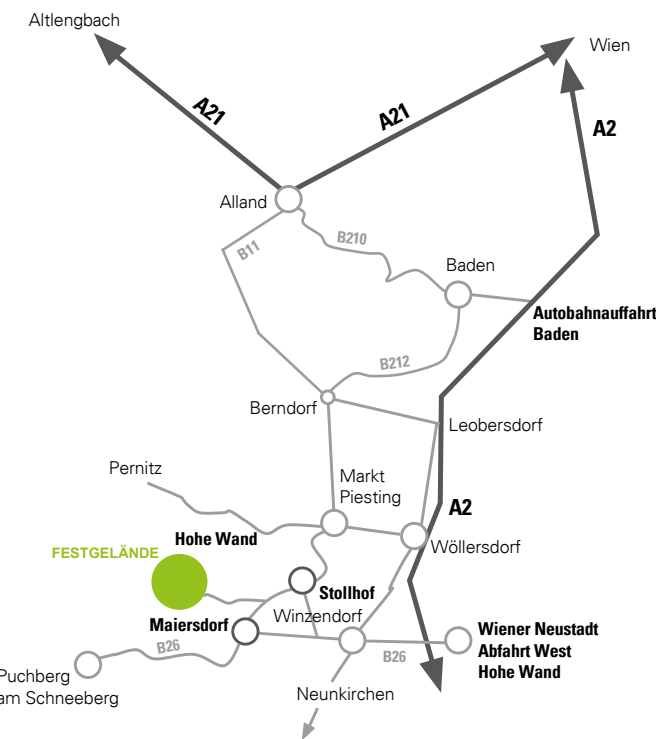 Altlengbach
Wien
A21
A21
A2
Alland
B11
B210
Baden
Autobahnauffahrt
Baden
B212
Berndorf
Leobersdorf
Pernitz
Markt
Piesting
A2
Hohe Wand
Wöllersdorf
FESTGELÄNDE
Stollhof
Winzendorf
Maiersdorf
B26
Wiener Neustadt
Abfahrt West
Hohe Wand
B26
Puchberg
am Schneeberg
Neunkirchen